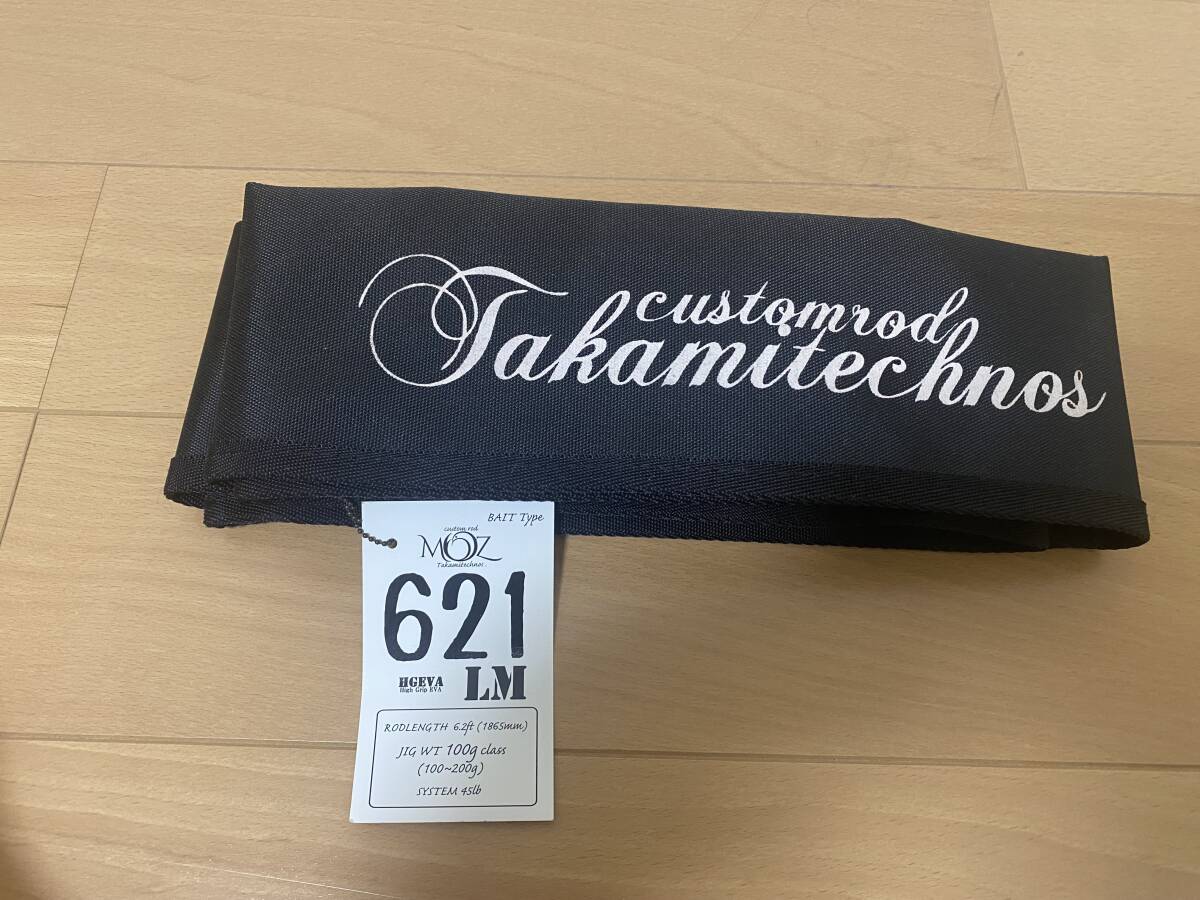 customrod
Takamitechnos
BAIT Type
custom rod
MOZ
Takamitechnos.
621
HGEVA
High Grip EVA
LM
RODLENGTH 6.2ft (1865mm)
JIG WT 100g class
(100~200g)
SYSTEM 45lb